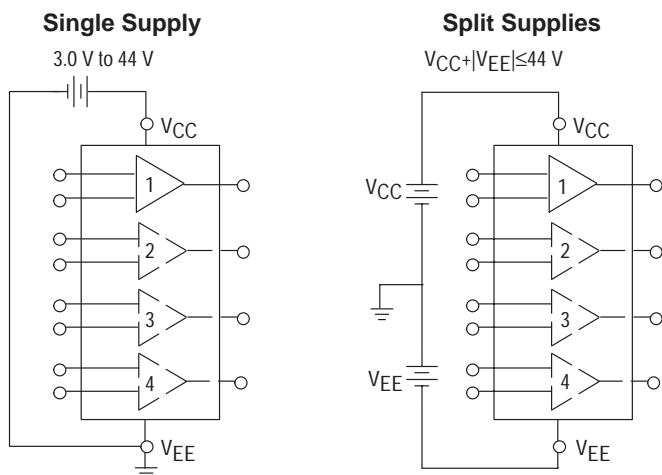 Single Supply
3.0 V to 44 V
VCC
1
2
3
4
VEE
Split Supplies
VCC+|VEE|≤44 V
VCC
VCC
1
2
3
4
VEE
VEE